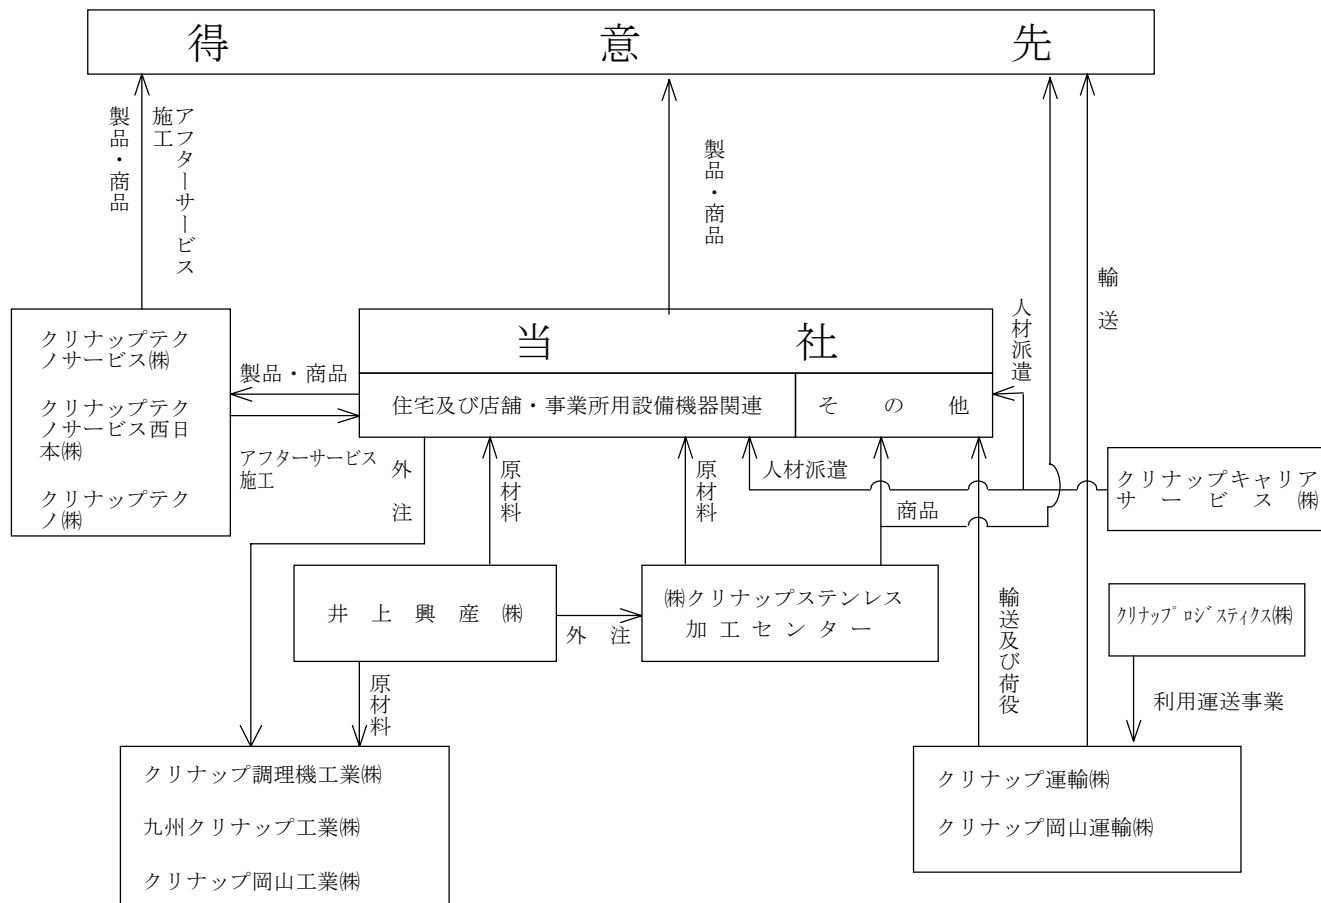 得意先
製品・商品
アフターサービス
施工
製品・商品
輸送
人材派遣
クリナップテク
ノサービス㈱
クリナップテク
ノサービス西日
本㈱
クリナップテク
ノ㈱
当社
住宅及び店舗・事業所用設備機器関連
その他
製品・商品
アフターサービス
施工
外注
原材料
原材料
人材派遣
商品
クリナップキャリア
サービス㈱
井上興産㈱
外注
㈱クリナップステンレス
加工センター
輸送及び荷役
クリナップロジスティクス㈱
利用運送事業
原材料
クリナップ調理機工業㈱
九州クリナップ工業㈱
クリナップ岡山工業㈱
クリナップ運輸㈱
クリナップ岡山運輸㈱